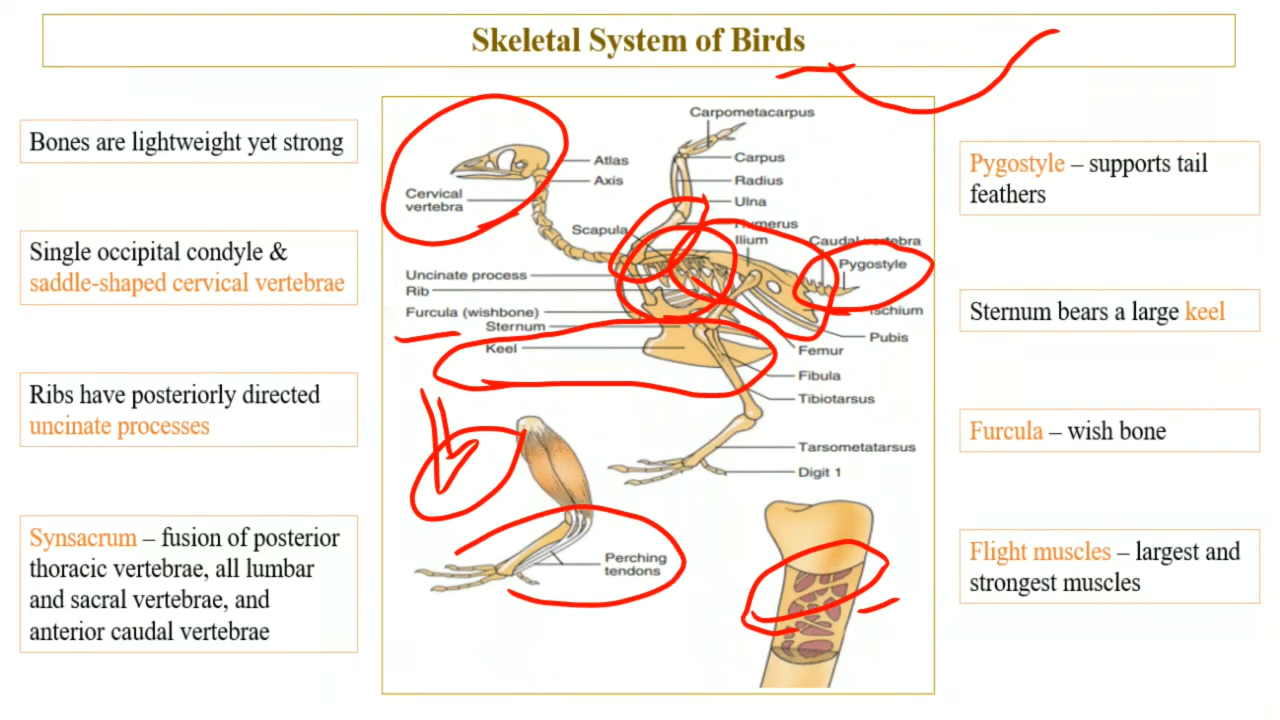 Skeletal System of Birds
Bones are lightweight yet strong
Single occipital condyle &
saddle-shaped cervical vertebrae
Ribs have posteriorly directed
uncinate processes
Synsacrum – fusion of posterior
thoracic vertebrae, all lumbar
and sacral vertebrae, and
anterior caudal vertebrae
Carpometacarpus
Atlas
Axis
Cervical
vertebra
Carpus
Radius
Ulna
Humerus
Scapula
Ilium
Caudal vertebra
Pygostyle
Uncinate process
Rib
Furcula (wishbone)
Sternum
Keel
Ischium
Pubis
Femur
Fibula
Tibiotarsus
Tarsometatarsus
Digit 1
Perching
tendons
Pygostyle – supports tail
feathers
Sternum bears a large keel
Furcula – wish bone
Flight muscles – largest and
strongest muscles